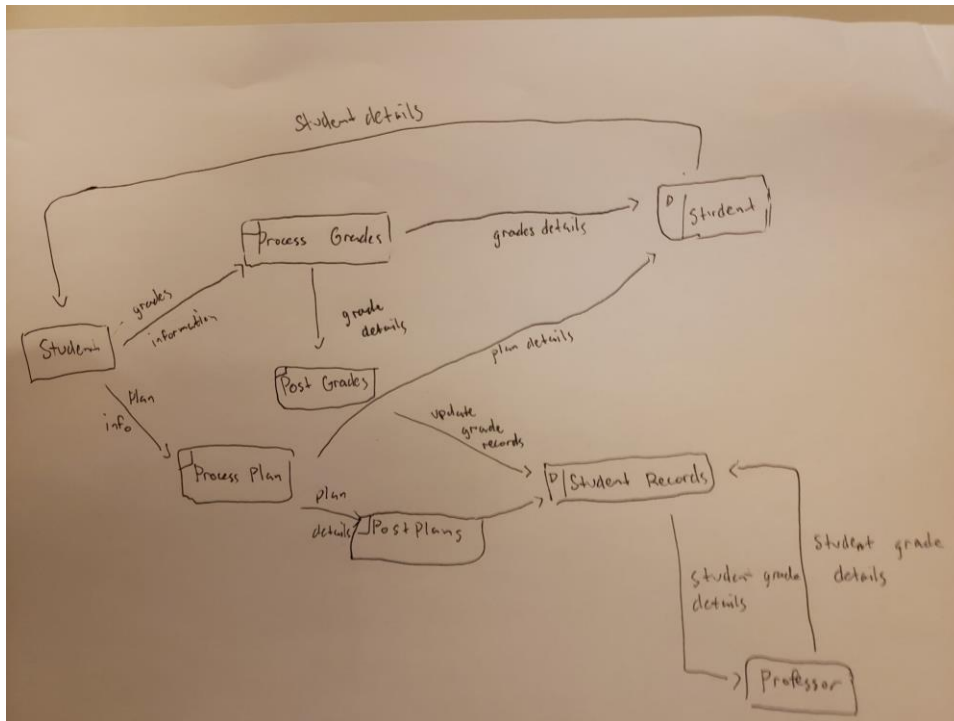 Student details
D Student
Process Grades
grades details
grades
information
Student
grade
details
plan details
Post Grades
Plan
info
update
grade
records
Process Plan
D Student Records
plan
details
Post Plans
Student grade
details
Student grade
details
Professor